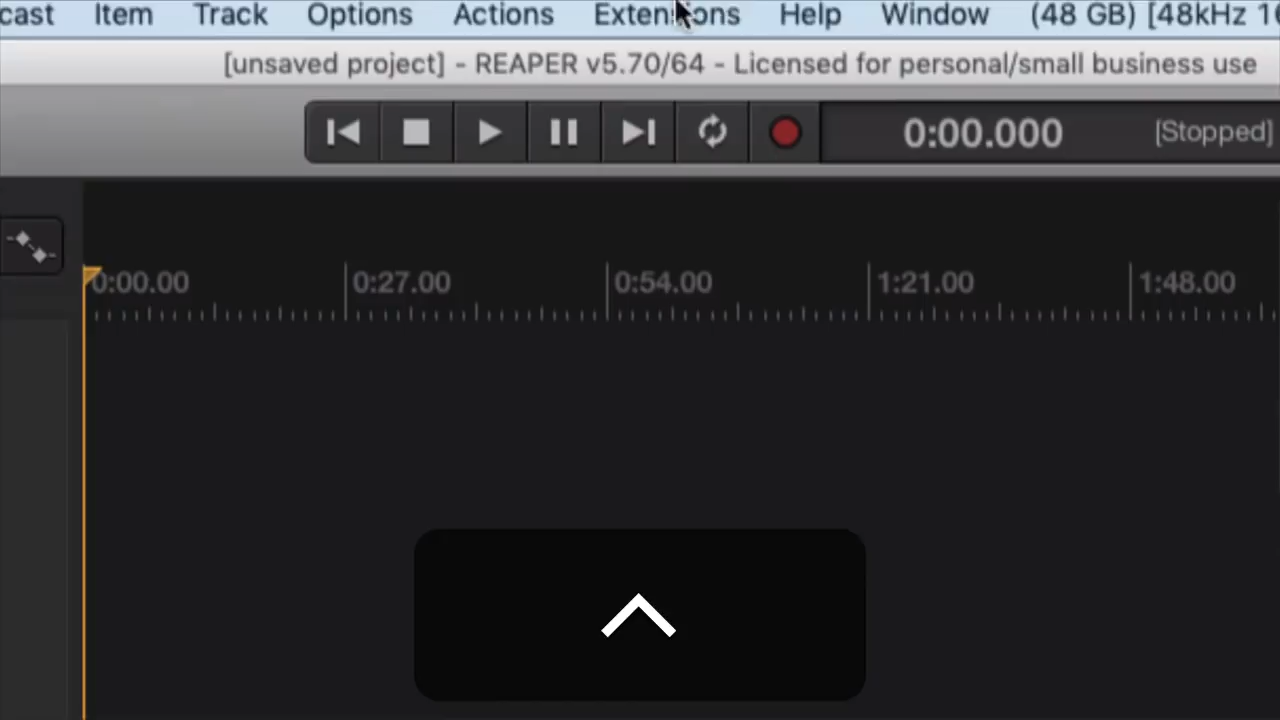 cast Item Track Options Actions Extensions Help Window (48 GB) [48kHz 16
[unsaved project] - REAPER v5.70/64 - Licensed for personal/small business use
0:00.000 [Stopped]
0:00.00 0:27.00 0:54.00 1:21.00 1:48.00